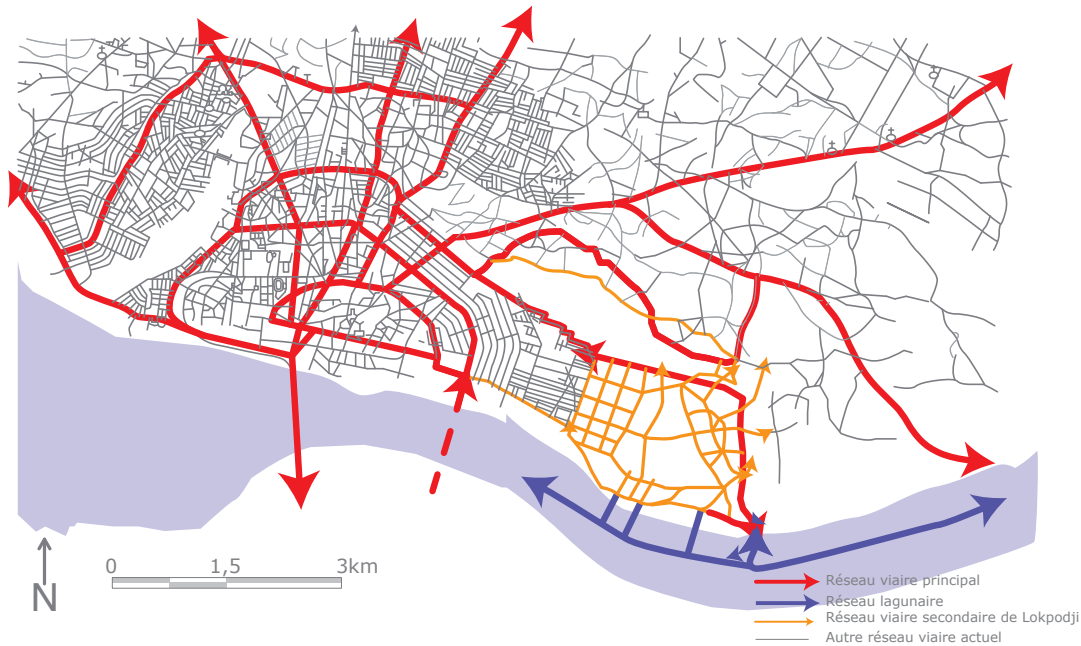 0 1,5 3km
N
Réseau viaire principal
Réseau lagunaire
Réseau viaire secondaire de Lokpodji
Autre réseau viaire actuel